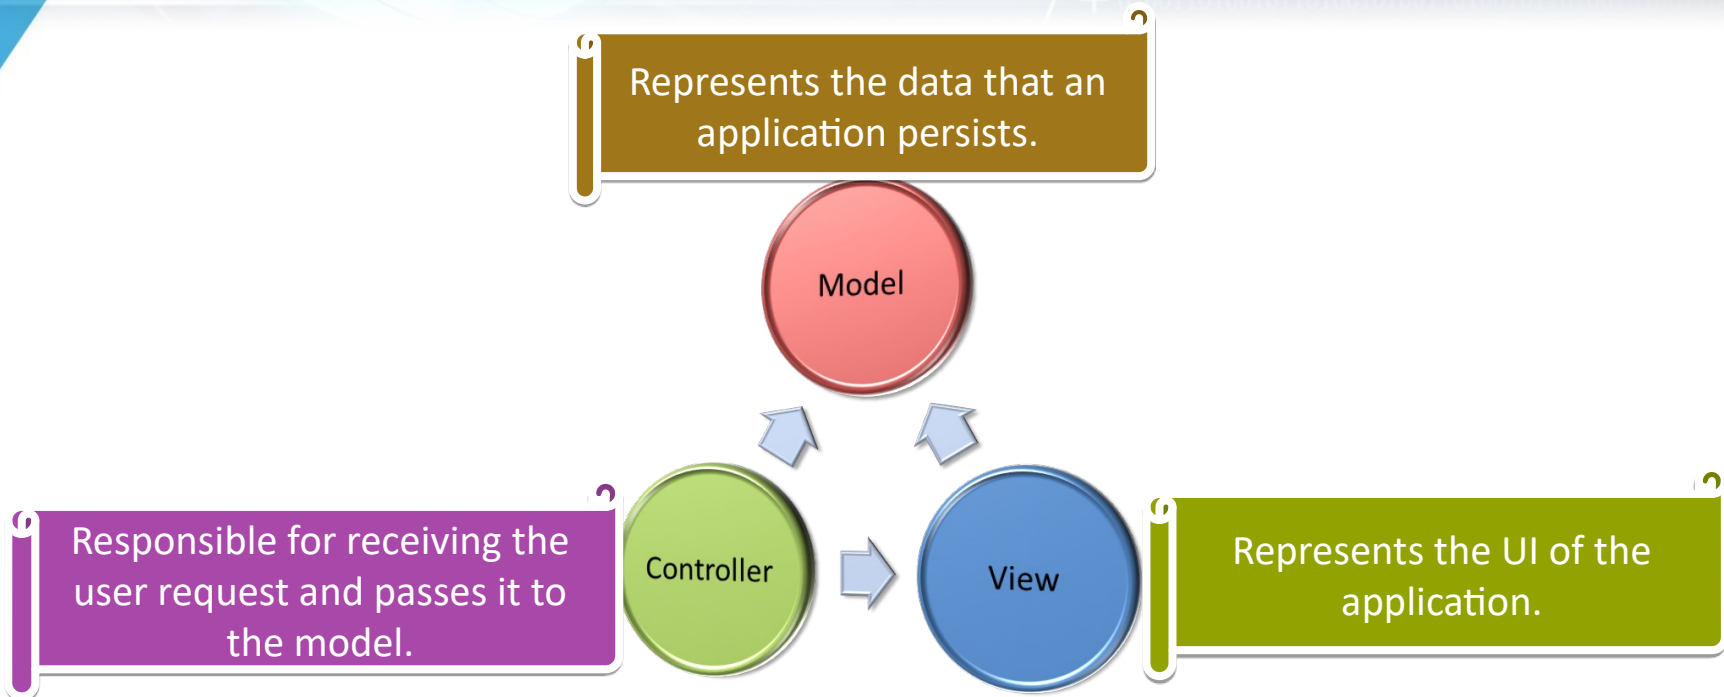 Represents the data that an
application persists.
Model
Responsible for receiving the
user request and passes it to
the model.
Controller
View
Represents the UI of the
application.